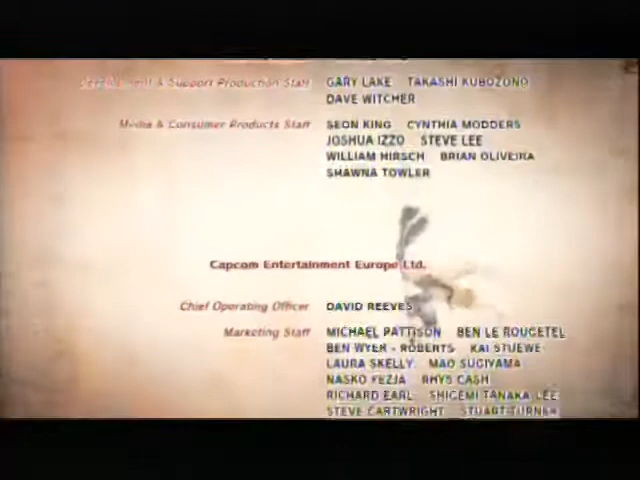 & Support Production Staff GARY LAKE TAKASHI KUBOZONO
DAVE WITCHER
Media & Consumer Products Staff SEON KING CYNTHIA MODDERS
JOSHUA IZZO STEVE LEE
WILLIAM HIRSCH BRIAN OLIVEIRA
SHAWNA TOWLER
Capcom Entertainment Europe Ltd.
Chief Operating Officer DAVID REEVES
Marketing Staff MICHAEL PATTISON BEN LE ROUGETEL
BEN WYER - ROBERTS KAI STUEWE
LAURA SKELLY MAO SUGIYAMA
NASKO FEZJA RHYS CASH
RICHARD EARL SHIGEMI TANAKA LEE
STEVE CARTWRIGHT STUART TURNER